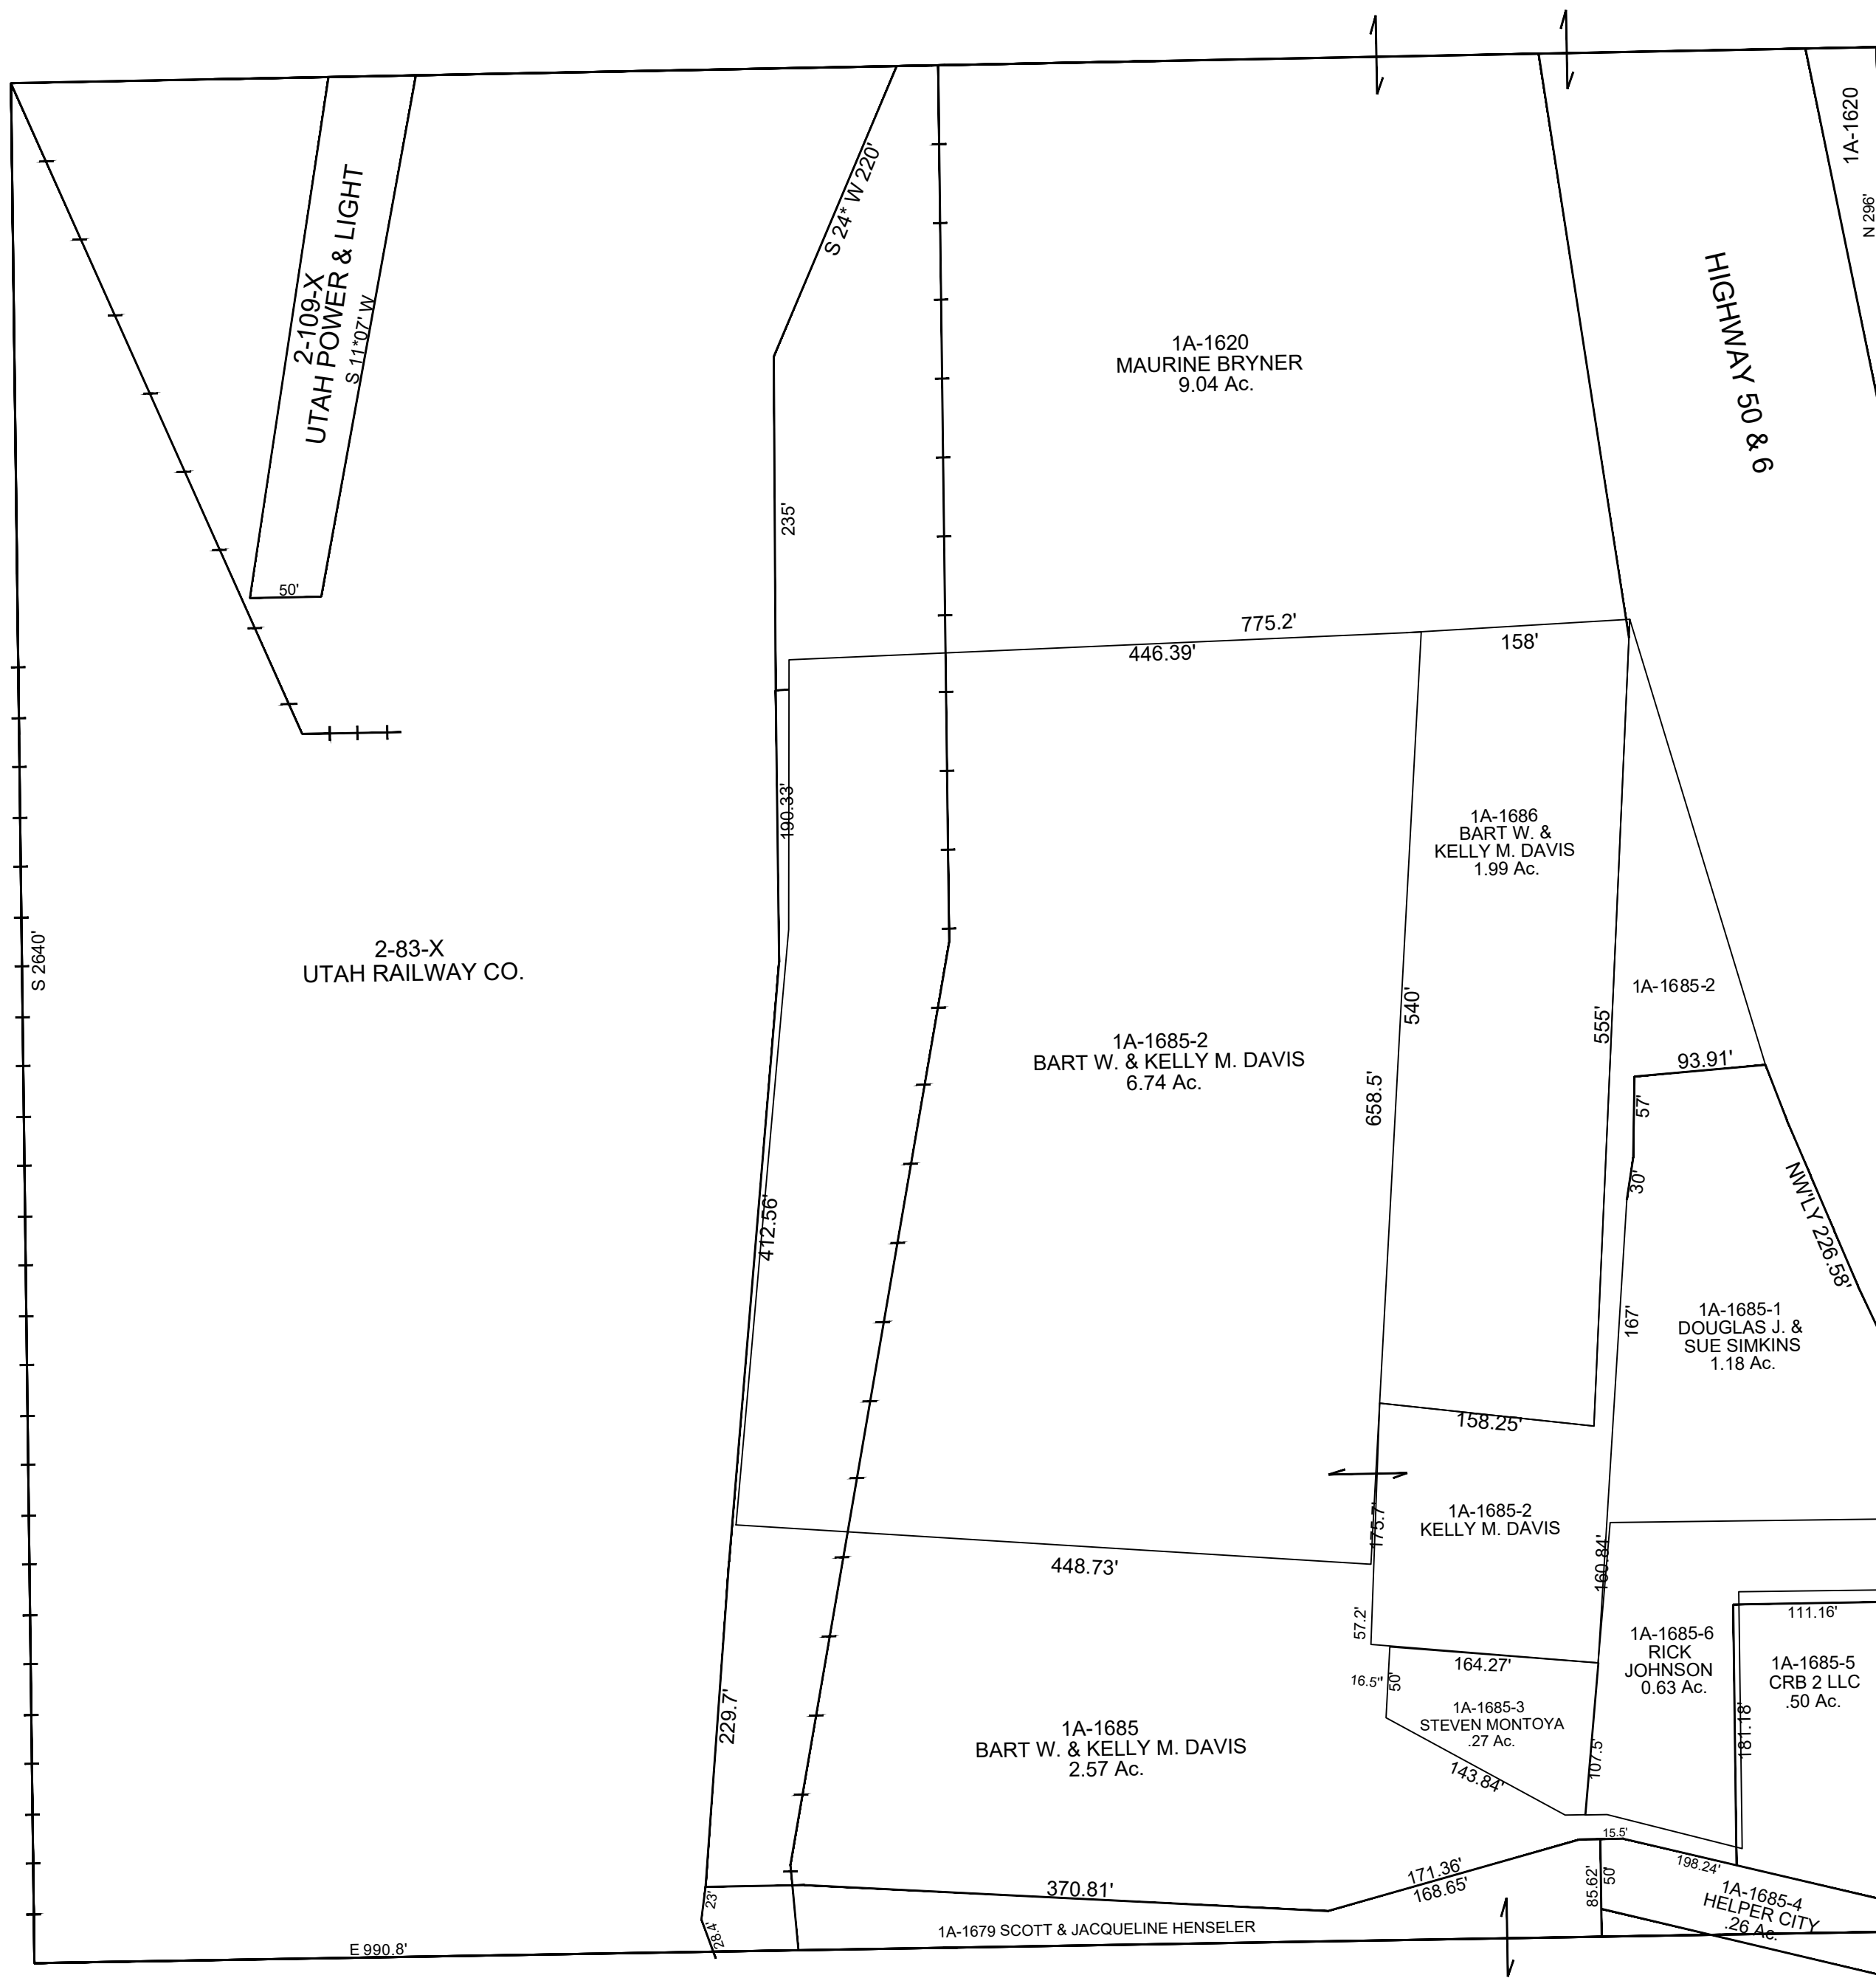 1A-1620
N 296'
2-109-X
UTAH POWER & LIGHT
S 11*07' W
50'
S 24* W 220'
235'
HIGHWAY 50 & 6
1A-1620
MAURINE BRYNER
9.04 Ac.
775.2'
446.39'
158'
190.33'
1A-1686
BART W. &
KELLY M. DAVIS
1.99 Ac.
2-83-X
UTAH RAILWAY CO.
S 2640'
540'
555'
1A-1685-2
93.91'
57'
30'
1A-1685-2
BART W. & KELLY M. DAVIS
6.74 Ac.
658.5'
412.56'
NW'LY 226.58'
167'
1A-1685-1
DOUGLAS J. &
SUE SIMKINS
1.18 Ac.
158.25'
175.7'
1A-1685-2
KELLY M. DAVIS
160.84'
448.73'
57.2'
111.16'
1A-1685-6
RICK
JOHNSON
0.63 Ac.
1A-1685-5
CRB 2 LLC
.50 Ac.
164.27'
16.5'
50'
1A-1685-3
STEVEN MONTOYA
.27 Ac.
229.7'
1A-1685
BART W. & KELLY M. DAVIS
2.57 Ac.
143.84'
107.5'
181.18'
15.5'
198.24'
171.36'
168.65'
85.62'
50'
370.81'
23'
28.4'
1A-1685-4
HELPER CITY
.26 Ac.
1A-1679 SCOTT & JACQUELINE HENSELER
E 990.8'